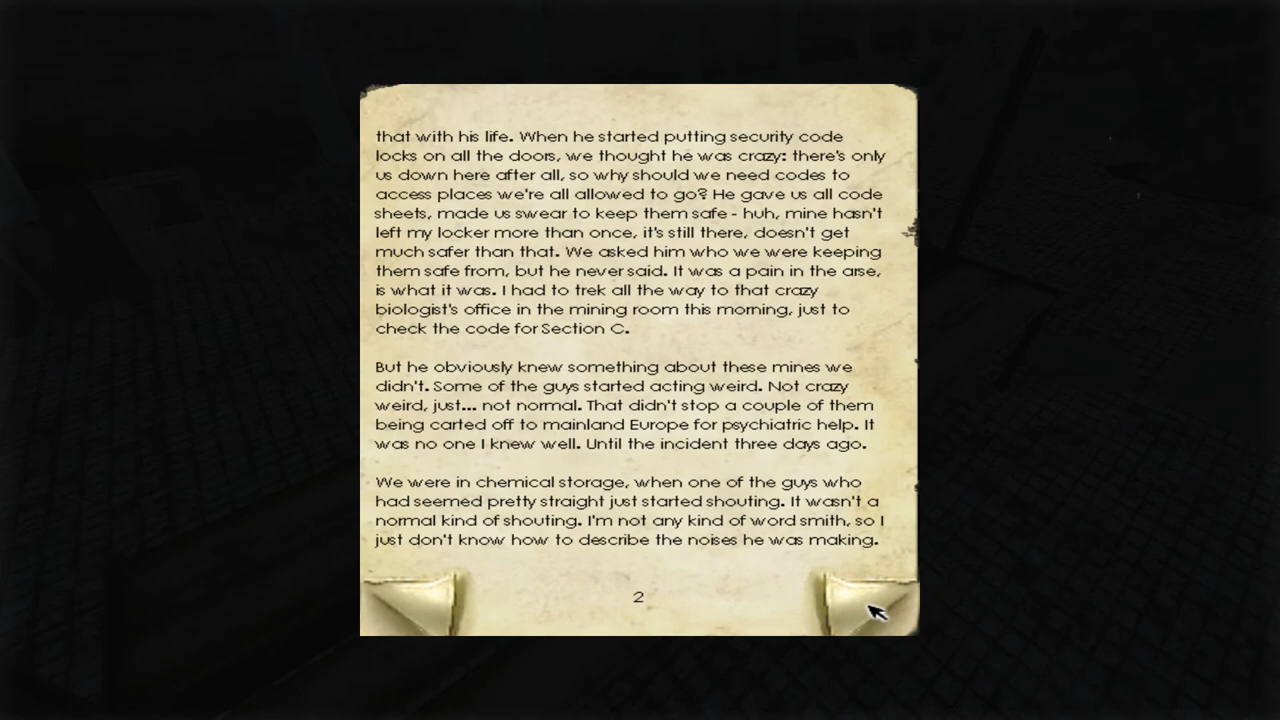 that with his life. When he started putting security code
locks on all the doors, we thought he was crazy: there's only
us down here after all, so why should we need codes to
access places we're all allowed to go? He gave us all code
sheets, made us swear to keep them safe - huh, mine hasn't
left my locker more than once, it's still there, doesn't get
much safer than that. We asked him who we were keeping
them safe from, but he never said. It was a pain in the arse,
is what it was. I had to trek all the way to that crazy
biologist's office in the mining room this morning, just to
check the code for Section C.
But he obviously knew something about these mines we
didn't. Some of the guys started acting weird. Not crazy
weird, just... not normal. That didn't stop a couple of them
being carted off to mainland Europe for psychiatric help. It
was no one I knew well. Until the incident three days ago.
We were in chemical storage, when one of the guys who
had seemed pretty straight just started shouting. It wasn't a
normal kind of shouting. I'm not any kind of word smith, so I
just don't know how to describe the noises he was making.
2